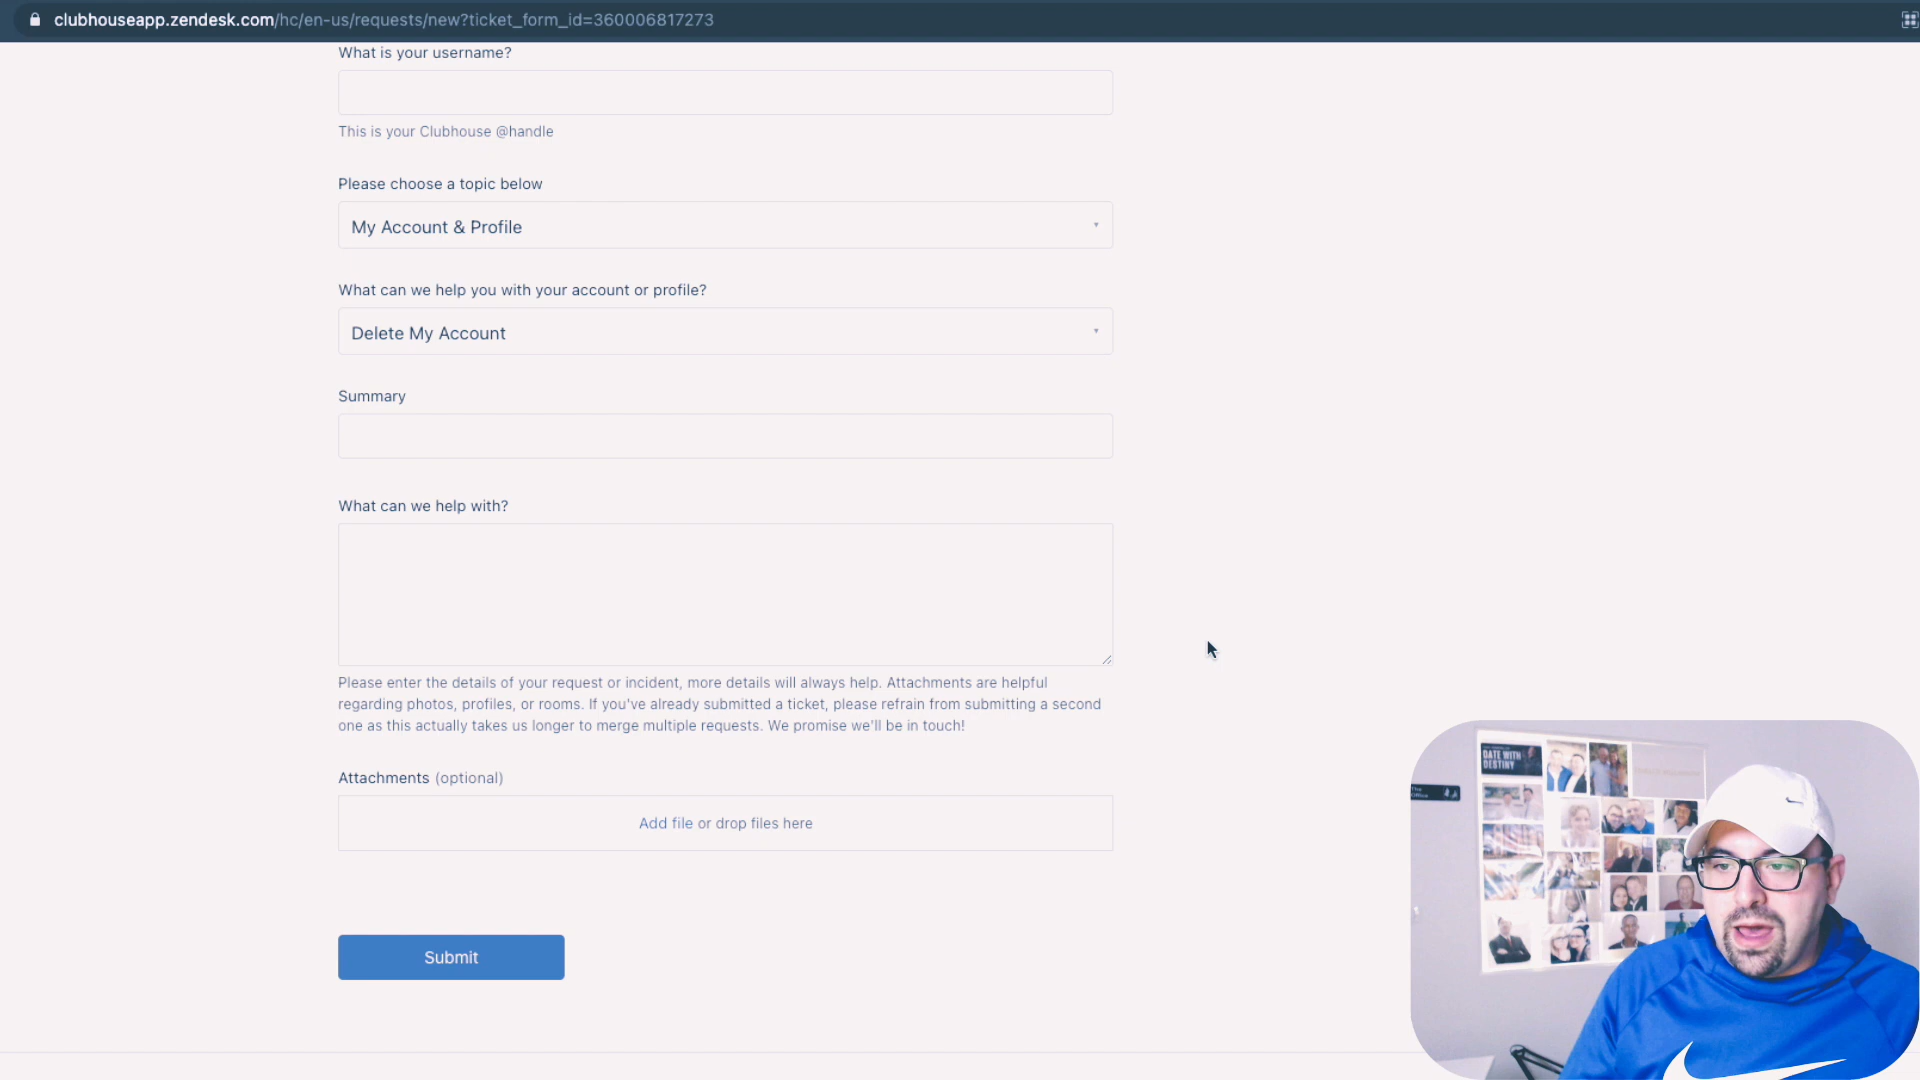 clubhouseapp.zendesk.com/hc/en-us/requests/new?ticket_form_id=360006817273
What is your username?
This is your Clubhouse @handle
Please choose a topic below
My Account & Profile
What can we help you with your account or profile?
Delete My Account
Summary
What can we help with?
Please enter the details of your request or incident, more details will always help. Attachments are helpful
regarding photos, profiles, or rooms. If you've already submitted a ticket, please refrain from submitting a second
one as this actually takes us longer to merge multiple requests. We promise we'll be in touch!
Attachments (optional)
Add file or drop files here
Submit
DATE WITH
DESTINY
The
Office